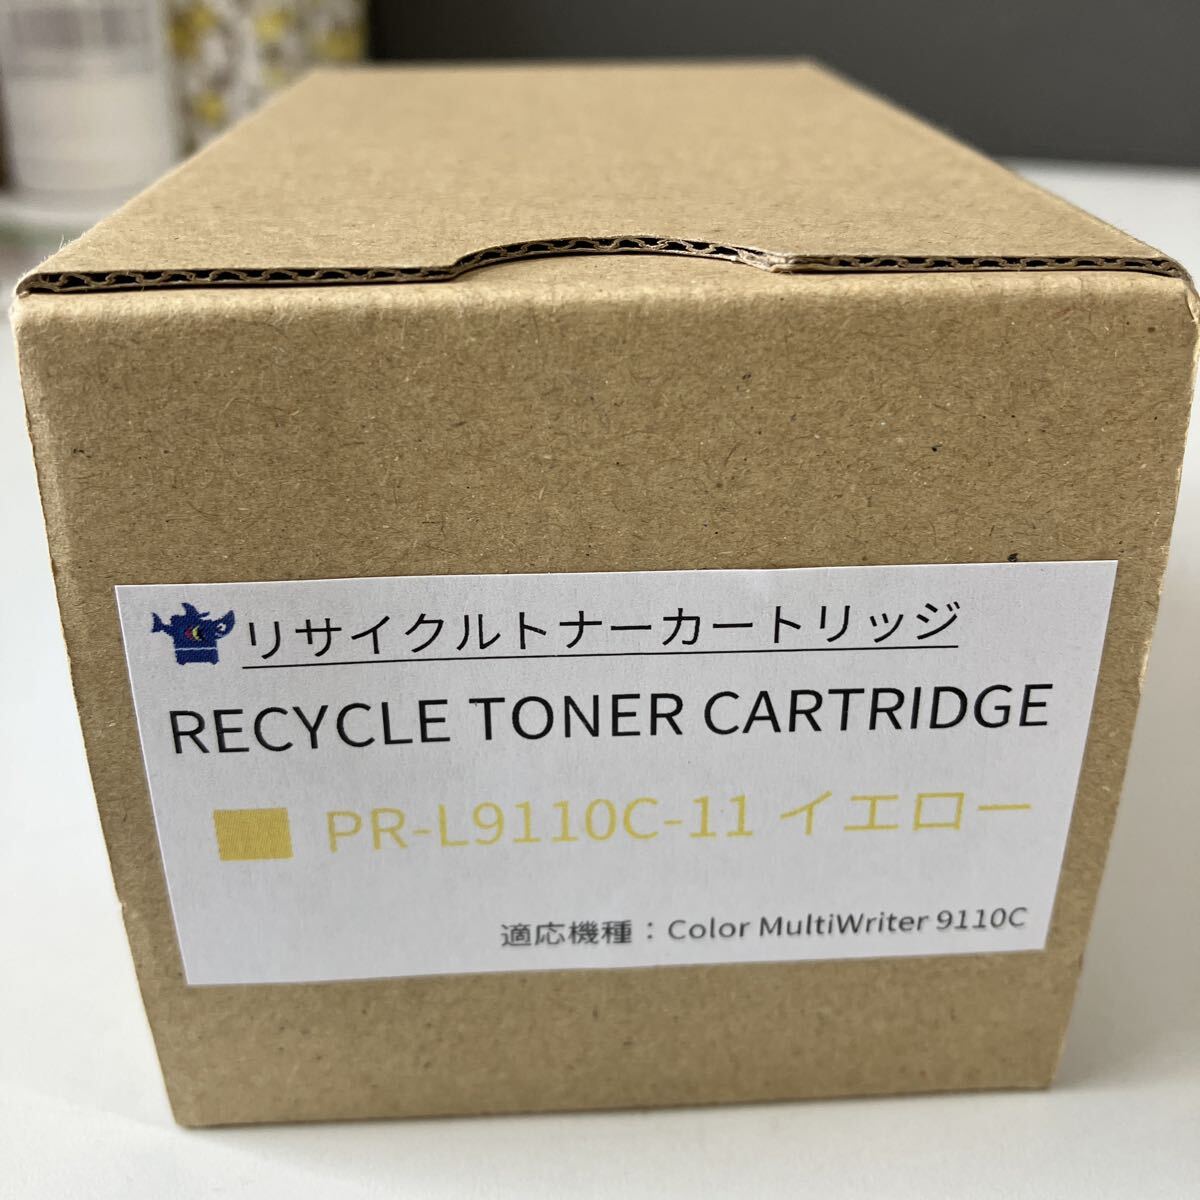 リサイクルトナーカートリッジ
RECYCLE TONER CARTRIDGE
PR-L9110C-11 イエロー
適応機種：Color MultiWriter 9110C